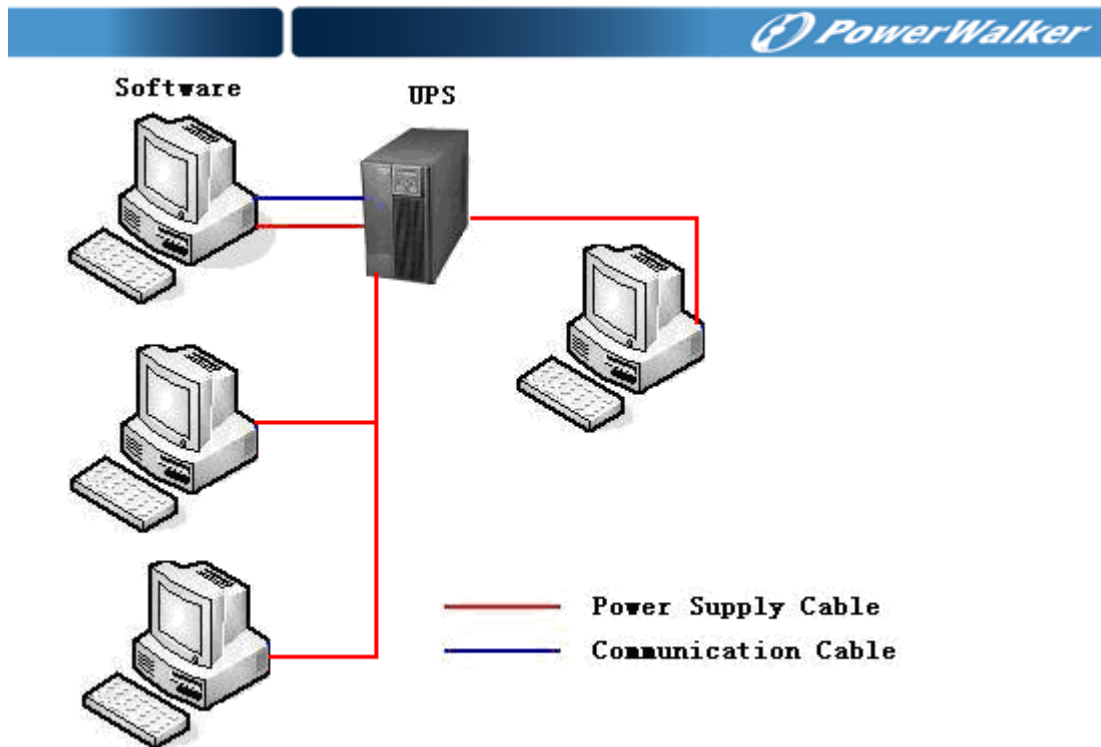 PowerWalker
Software
UPS
Power Supply Cable
Communication Cable